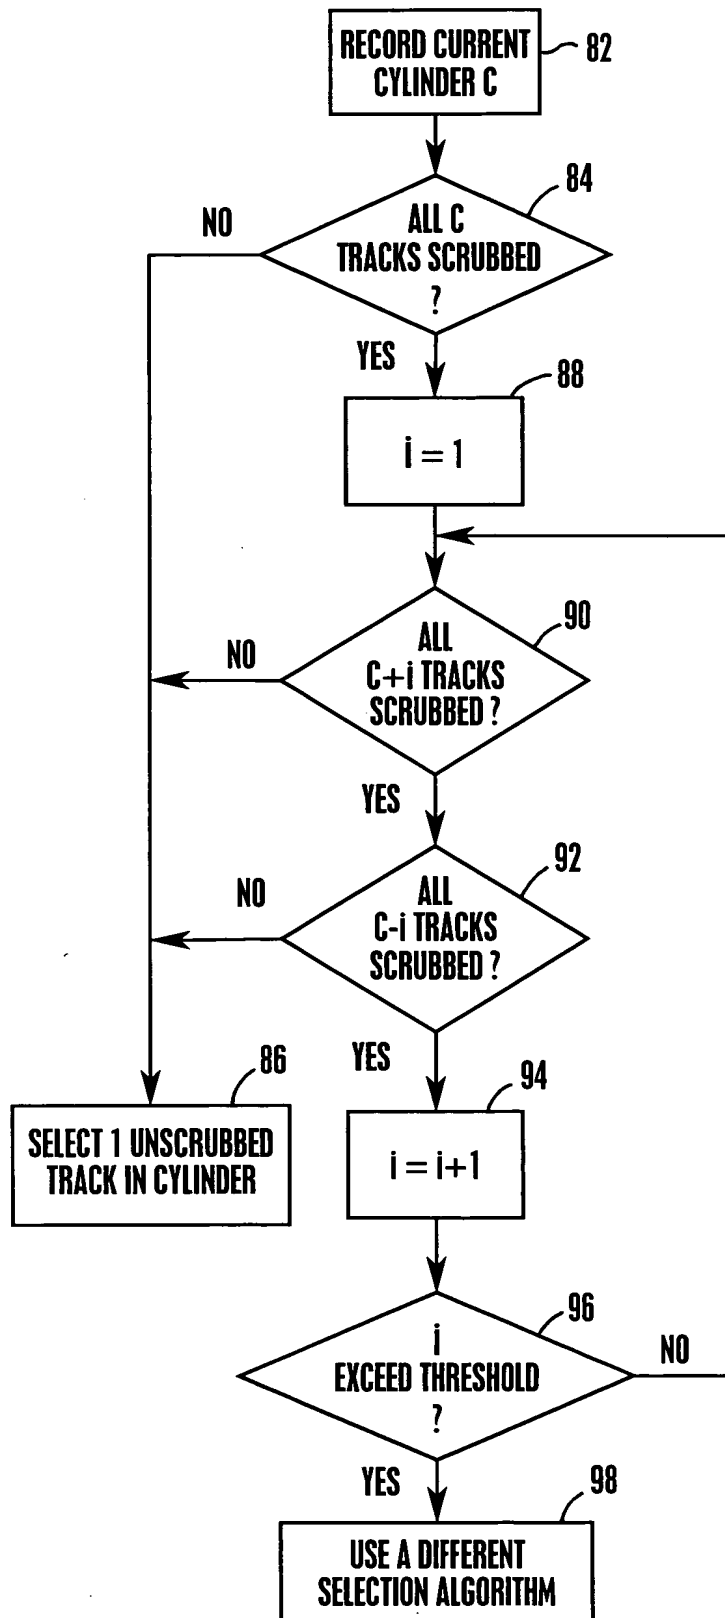 RECORD CURRENT
CYLINDER C
82
84
ALL C
TRACKS SCRUBBED
?
NO
YES
88
i = 1
90
ALL
C+i TRACKS
SCRUBBED ?
NO
YES
92
ALL
C-i TRACKS
SCRUBBED ?
NO
YES
86
SELECT 1 UNSCRUBBED
TRACK IN CYLINDER
94
i = i+1
96
i
EXCEED THRESHOLD
?
NO
YES
98
USE A DIFFERENT
SELECTION ALGORITHM